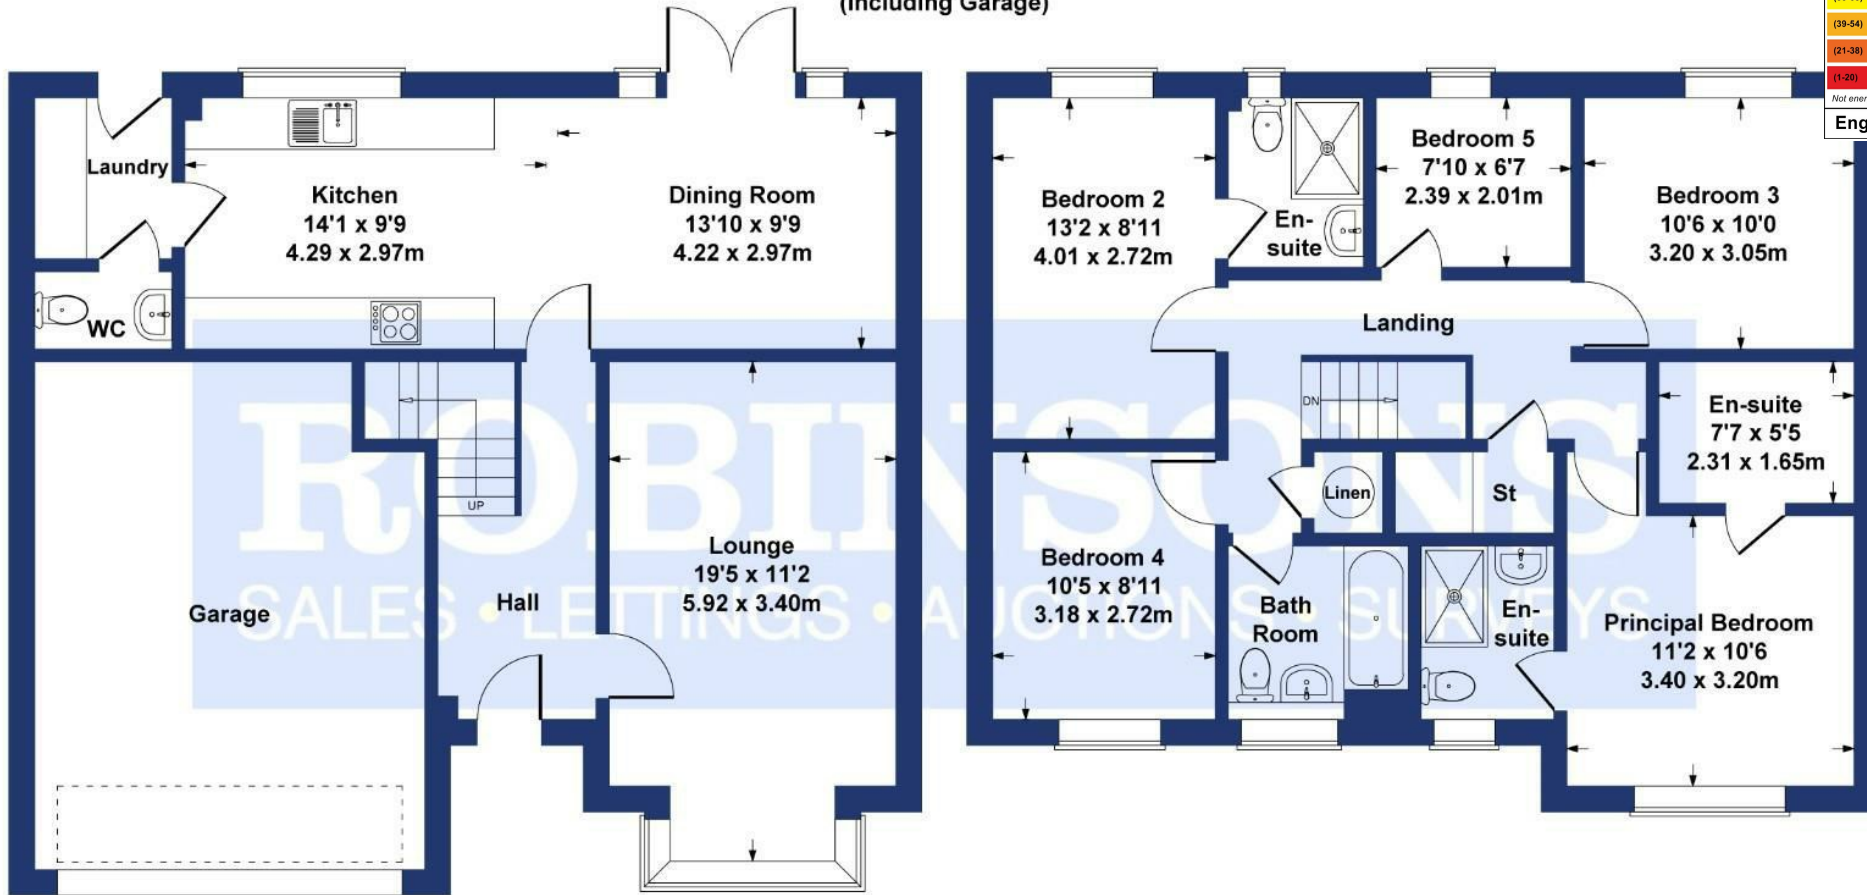 (Including Garage)
(39-54)
(21-38)
(1-20)
Eng
Laundry
Kitchen
14'1 x 9'9
4.29 x 2.97m
Dining Room
13'10 x 9'9
4.22 x 2.97m
WC
UP
Garage
Hall
Lounge
19'5 x 11'2
5.92 x 3.40m
Bedroom 2
13'2 x 8'11
4.01 x 2.72m
En-
suite
Bedroom 5
7'10 x 6'7
2.39 x 2.01m
Bedroom 3
10'6 x 10'0
3.20 x 3.05m
Landing
DN
En-suite
7'7 x 5'5
2.31 x 1.65m
Linen
St
Bedroom 4
10'5 x 8'11
3.18 x 2.72m
Bath
Room
En-
suite
Principal Bedroom
11'2 x 10'6
3.40 x 3.20m
ROBINSONS
SALES • LETTINGS • AUCTIONS • SURVEYS